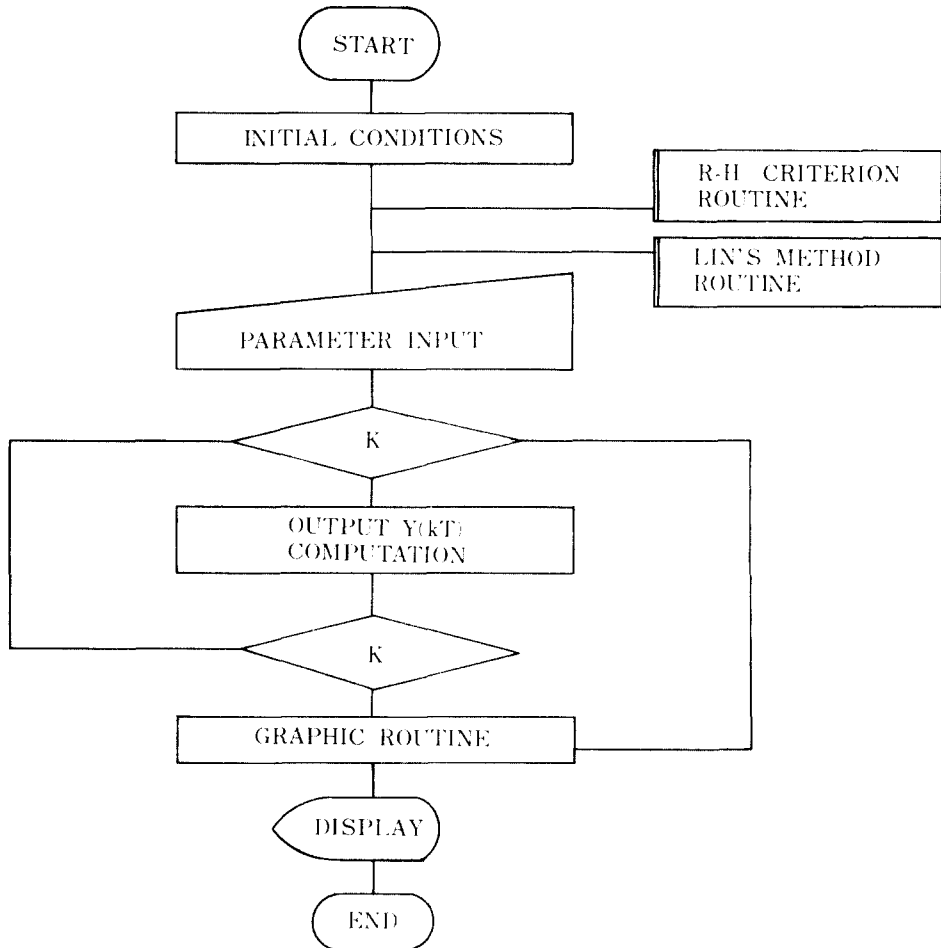 START
INITIAL CONDITIONS
R-H CRITERION
ROUTINE
LIN'S METHOD
ROUTINE
PARAMETER INPUT
K
OUTPUT Y(kT)
COMPUTATION
K
GRAPHIC ROUTINE
DISPLAY
END